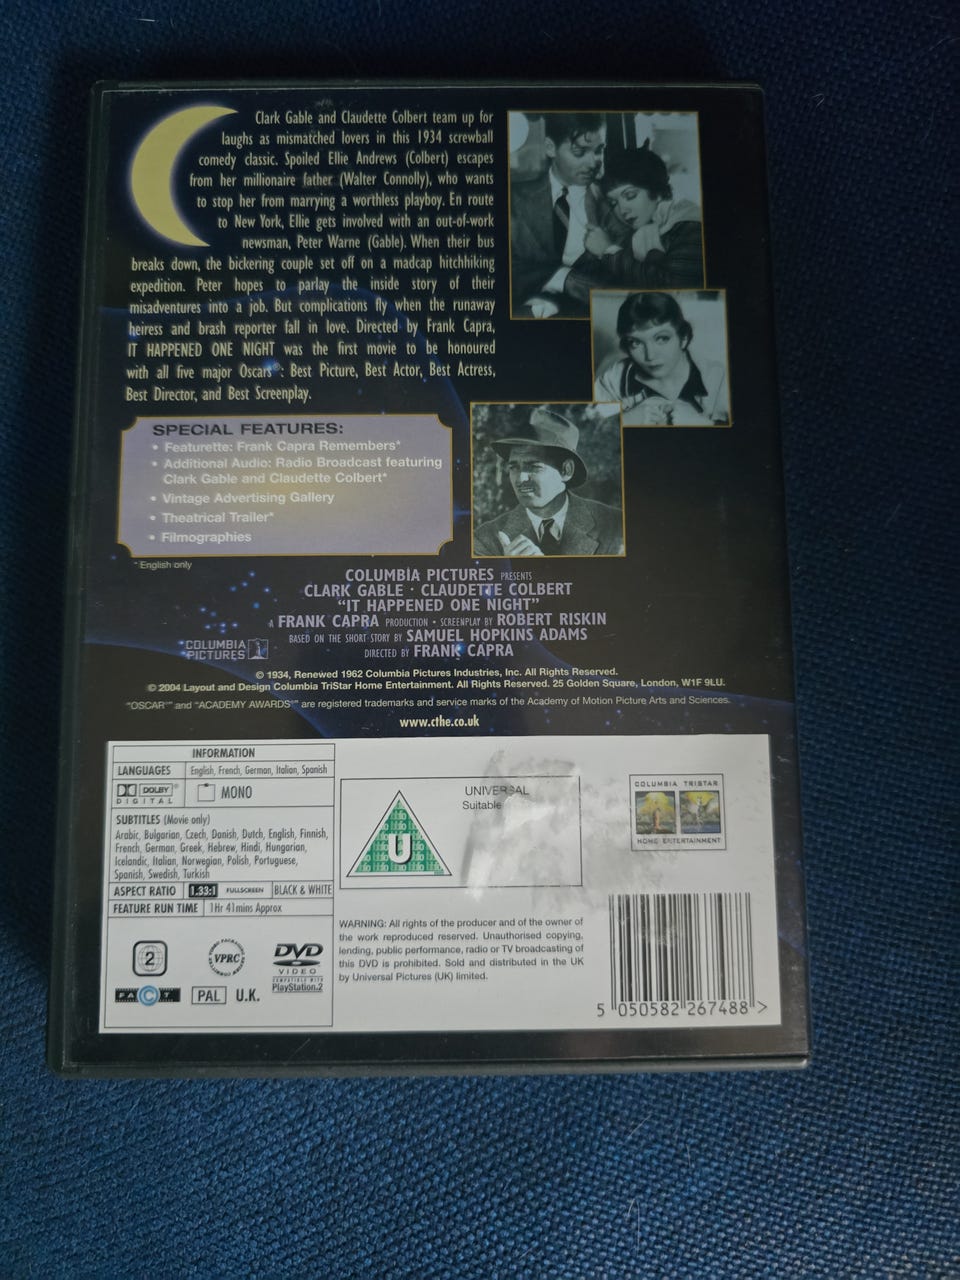 Clark Gable and Claudette Colbert team up for
laughs as mismatched lovers in this 1934 screwball
comedy classic. Spoiled Ellie Andrews (Colbert) escapes
from her millionaire father (Walter Connolly), who wants
to stop her from marrying a worthless playboy. En route
to New York, Ellie gets involved with an out-of-work
newsman, Peter Warne (Gable). When their bus
breaks down, the bickering couple set off on a madcap hitchhiking
expedition. Peter hopes to parlay the inside story of their
misadventures into a job. But complications fly when the runaway
heiress and brash reporter fall in love. Directed by Frank Capra,
IT HAPPENED ONE NIGHT was the first movie to be honoured
with all five major Oscars®: Best Picture, Best Actor, Best Actress,
Best Director, and Best Screenplay.
SPECIAL FEATURES:
• Featurette: Frank Capra Remembers*
• Additional Audio: Radio Broadcast featuring
Clark Gable and Claudette Colbert*
• Vintage Advertising Gallery
• Theatrical Trailer*
• Filmographies
* English only
COLUMBIA PICTURES PRESENTS
CLARK GABLE · CLAUDETTE COLBERT
"IT HAPPENED ONE NIGHT"
A FRANK CAPRA PRODUCTION • SCREENPLAY BY ROBERT RISKIN
BASED ON THE SHORT STORY BY SAMUEL HOPKINS ADAMS
DIRECTED BY FRANK CAPRA
COLUMBIA
PICTURES
© 1934, Renewed 1962 Columbia Pictures Industries, Inc. All Rights Reserved.
© 2004 Layout and Design Columbia TriStar Home Entertainment. All Rights Reserved. 25 Golden Square, London, W1F 9LU.
"OSCAR®" and "ACADEMY AWARDS®" are registered trademarks and service marks of the Academy of Motion Picture Arts and Sciences.
www.cthe.co.uk
INFORMATION
LANGUAGES English, French, German, Italian, Spanish
DOLBY®
DIGITAL
MONO
SUBTITLES (Movie only)
Arabic, Bulgarian, Czech, Danish, Dutch, English, Finnish,
French, German, Greek, Hebrew, Hindi, Hungarian,
Icelandic, Italian, Norwegian, Polish, Portuguese,
Spanish, Swedish, Turkish
ASPECT RATIO 1.33:1 FULLSCREEN BLACK & WHITE
FEATURE RUN TIME 1Hr 41mins Approx
2
VPRC
DVD
VIDEO
COMPATIBLE WITH
PlayStation.2
FACT
PAL U.K.
U
UNIVERSAL
Suitable
WARNING: All rights of the producer and of the owner of
the work reproduced reserved. Unauthorised copying,
lending, public performance, radio or TV broadcasting of
this DVD is prohibited. Sold and distributed in the UK
by Universal Pictures (UK) limited.
COLUMBIA TRISTAR
HOME ENTERTAINMENT
5 050582 267488 >